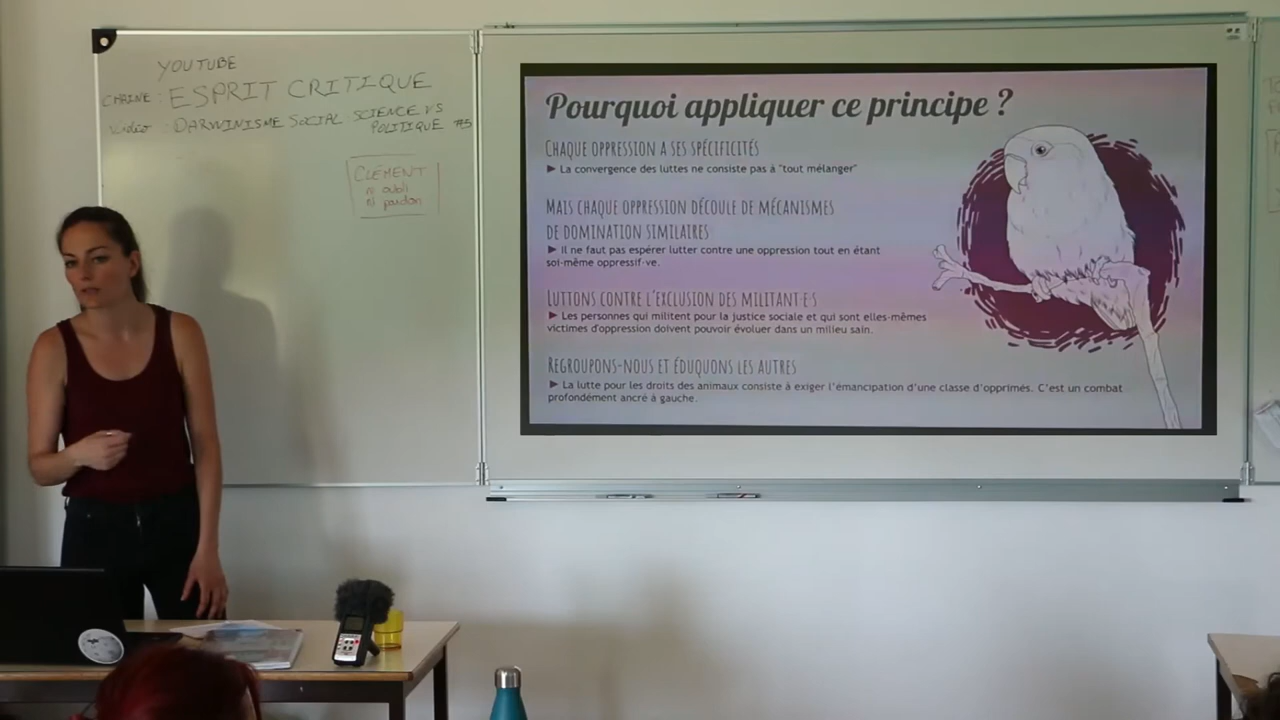 YOUTUBE
CHAINE : ESPRIT CRITIQUE
Vidéo : DARWINISME SOCIAL SCIENCE VS
POLITIQUE #5
CLÉMENT
ni oubli
ni pardon
Pourquoi appliquer ce principe ?
CHAQUE OPPRESSION A SES SPÉCIFICITÉS
► La convergence des luttes ne consiste pas à "tout mélanger"
MAIS CHAQUE OPPRESSION DÉCOULE DE MÉCANISMES
DE DOMINATION SIMILAIRES
► Il ne faut pas espérer lutter contre une oppression tout en étant
soi-même oppressif·ve.
LUTTONS CONTRE L'EXCLUSION DES MILITANT·E·S
► Les personnes qui militent pour la justice sociale et qui sont elles-mêmes
victimes d'oppression doivent pouvoir évoluer dans un milieu sain.
REGROUPONS-NOUS ET ÉDUQUONS LES AUTRES
► La lutte pour les droits des animaux consiste à exiger l'émancipation d'une classe d'opprimés. C'est un combat
profondément ancré à gauche.